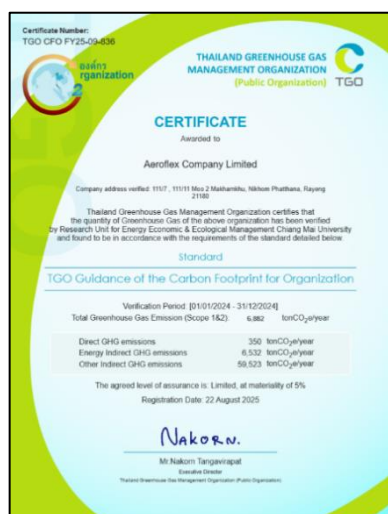 Certificate Number:
TGO CFO FY25-09-836
องค์กร
rganization
2
THAILAND GREENHOUSE GAS
MANAGEMENT ORGANIZATION
(Public Organization)
TGO
CERTIFICATE
Awarded to
Aeroflex Company Limited
Company address verified: 111/7 , 111/11 Moo 2 Makhamkhu, Nikhom Phatthana, Rayong
21180
Thailand Greenhouse Gas Management Organization certifies that
the quantity of Greenhouse Gas of the above organization has been verified
by Research Unit for Energy Economic & Ecological Management Chiang Mai University
and found to be in accordance with the requirements of the standard detailed below.
Standard
TGO Guidance of the Carbon Footprint for Organization
Verification Period: [01/01/2024 - 31/12/2024]
Total Greenhouse Gas Emission (Scope 1&2): 6,882 tonCO2e/year
Direct GHG emissions 350 tonCO2e/year
Energy Indirect GHG emissions 6,532 tonCO2e/year
Other Indirect GHG emissions 59,523 tonCO2e/year
The agreed level of assurance is: Limited, at materiality of 5%
Registration Date: 22 August 2025
NAKORN.
Mr.Nakorn Tangavirapat
Executive Director
Thailand Greenhouse Gas Management Organization (Public Organization)